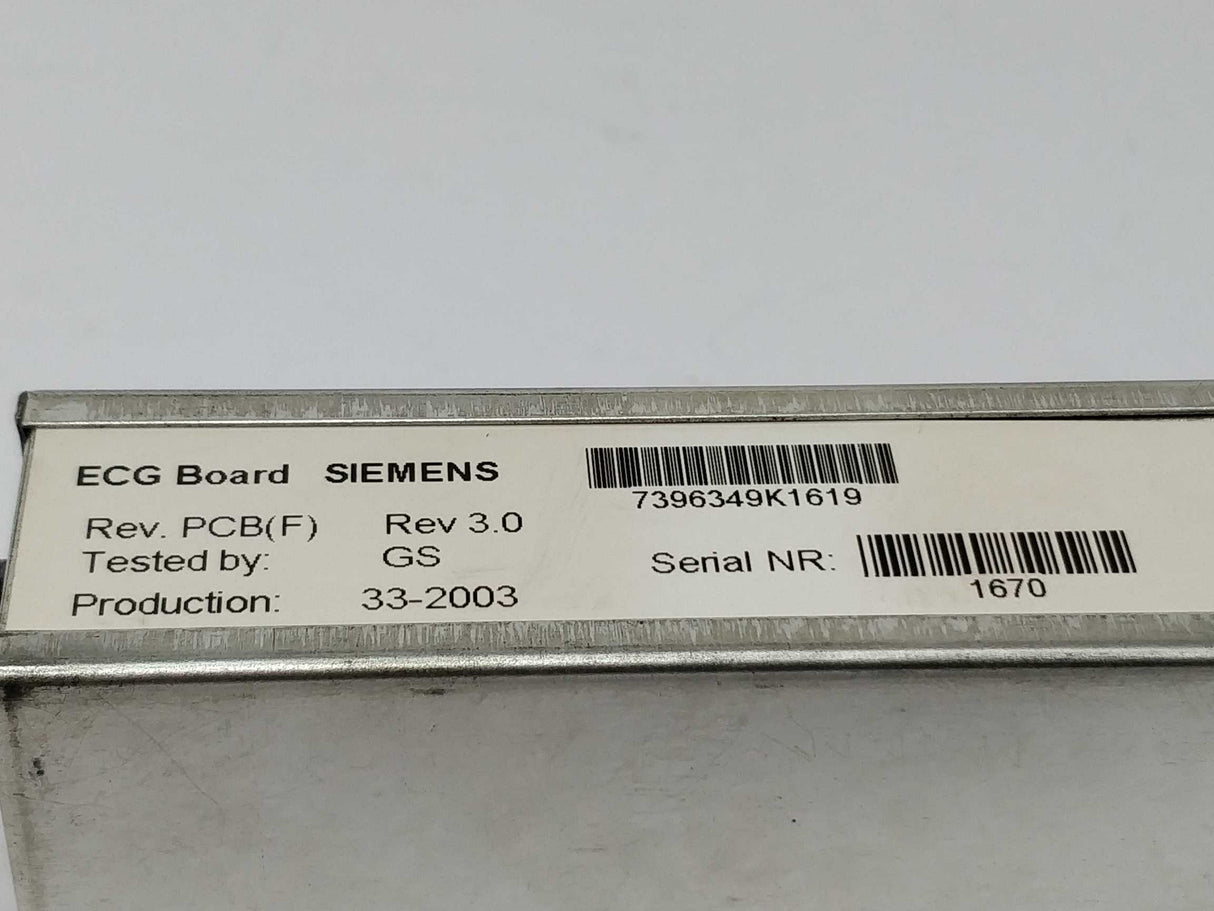 ECG Board SIEMENS
7396349K1619
Rev. PCB(F) Rev 3.0
Tested by: GS
Serial NR:
1670
Production: 33-2003